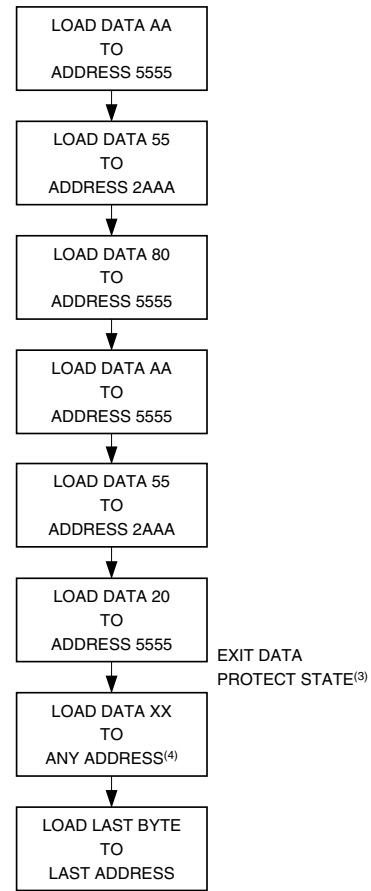 LOAD DATA AA
TO
ADDRESS 5555
LOAD DATA 55
TO
ADDRESS 2AAA
LOAD DATA 80
TO
ADDRESS 5555
LOAD DATA AA
TO
ADDRESS 5555
LOAD DATA 55
TO
ADDRESS 2AAA
LOAD DATA 20
TO
ADDRESS 5555
EXIT DATA
PROTECT STATE(3)
LOAD DATA XX
TO
ANY ADDRESS(4)
LOAD LAST BYTE
TO
LAST ADDRESS